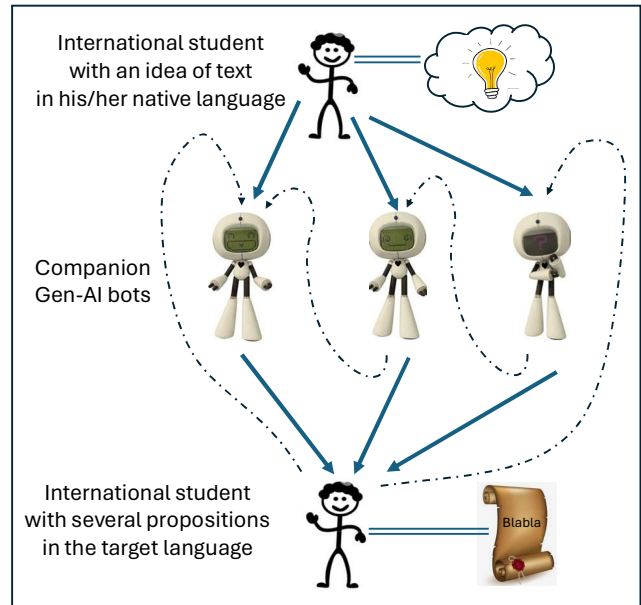 International student
with an idea of text
in his/her native language
Companion
Gen-AI bots
International student
with several propositions
in the target language
Blabla